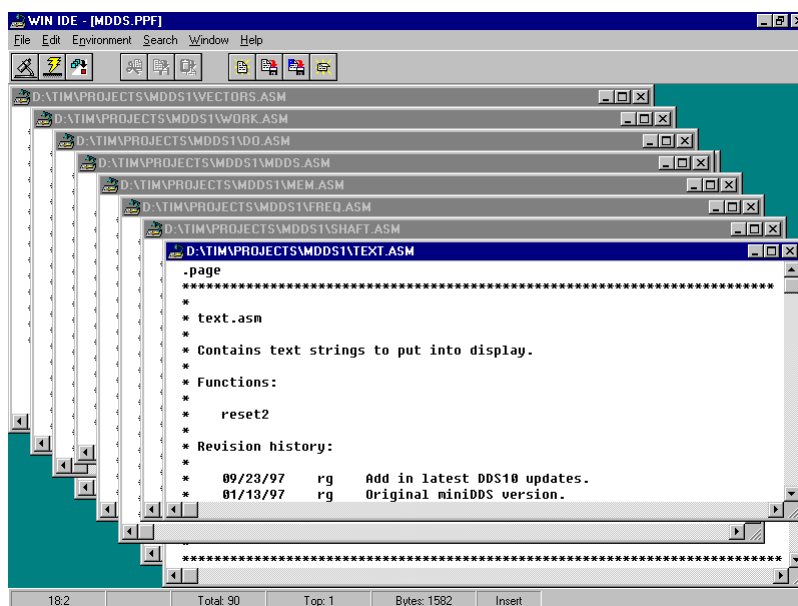 WIN IDE - [MDDS.PPF]
File Edit Environment Search Window Help
D:\TIM\PROJECTS\MDDS1\VECTORS.ASM
D:\TIM\PROJECTS\MDDS1\WORK.ASM
D:\TIM\PROJECTS\MDDS1\DO.ASM
D:\TIM\PROJECTS\MDDS1\MDDS.ASM
D:\TIM\PROJECTS\MDDS1\MEM.ASM
D:\TIM\PROJECTS\MDDS1\FREQ.ASM
D:\TIM\PROJECTS\MDDS1\SHAFT.ASM
D:\TIM\PROJECTS\MDDS1\TEXT.ASM
.page
**************************************************************************
*
* text.asm
*
* Contains text strings to put into display.
*
* Functions:
*
*    reset2
*
* Revision history:
*
*    09/23/97    rg    Add in latest DDS10 updates.
*    01/13/97    rg    Original miniDDS version.
*
***************************************************************************
18:2 Total: 90 Top: 1 Bytes: 1582 Insert